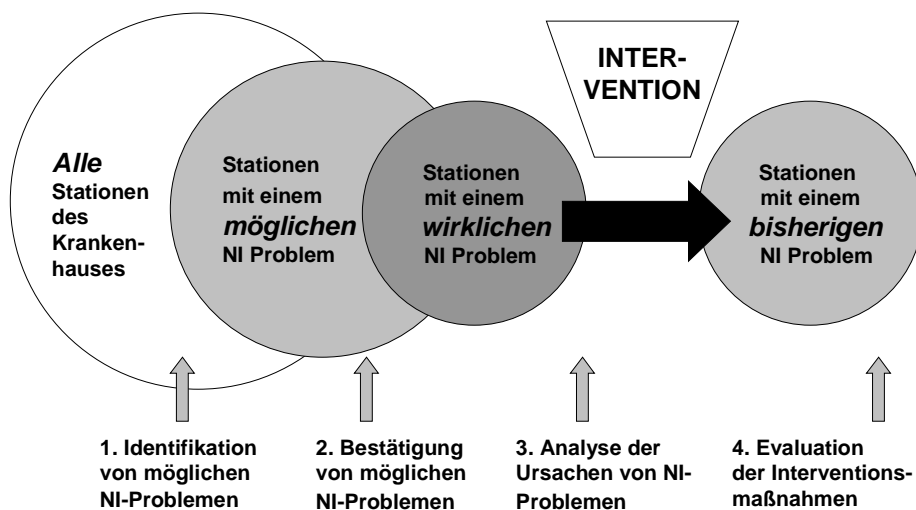 INTER-
VENTION
Alle
Stationen
des
Kranken-
hauses
Stationen
mit einem
möglichen
NI Problem
Stationen
mit einem
wirklichen
NI Problem
Stationen
mit einem
bisherigen
NI Problem
1. Identifikation
von möglichen
NI-Problemen
2. Bestätigung
von möglichen
NI-Problemen
3. Analyse der
Ursachen von NI-
Problemen
4. Evaluation
der Interventions-
maßnahmen